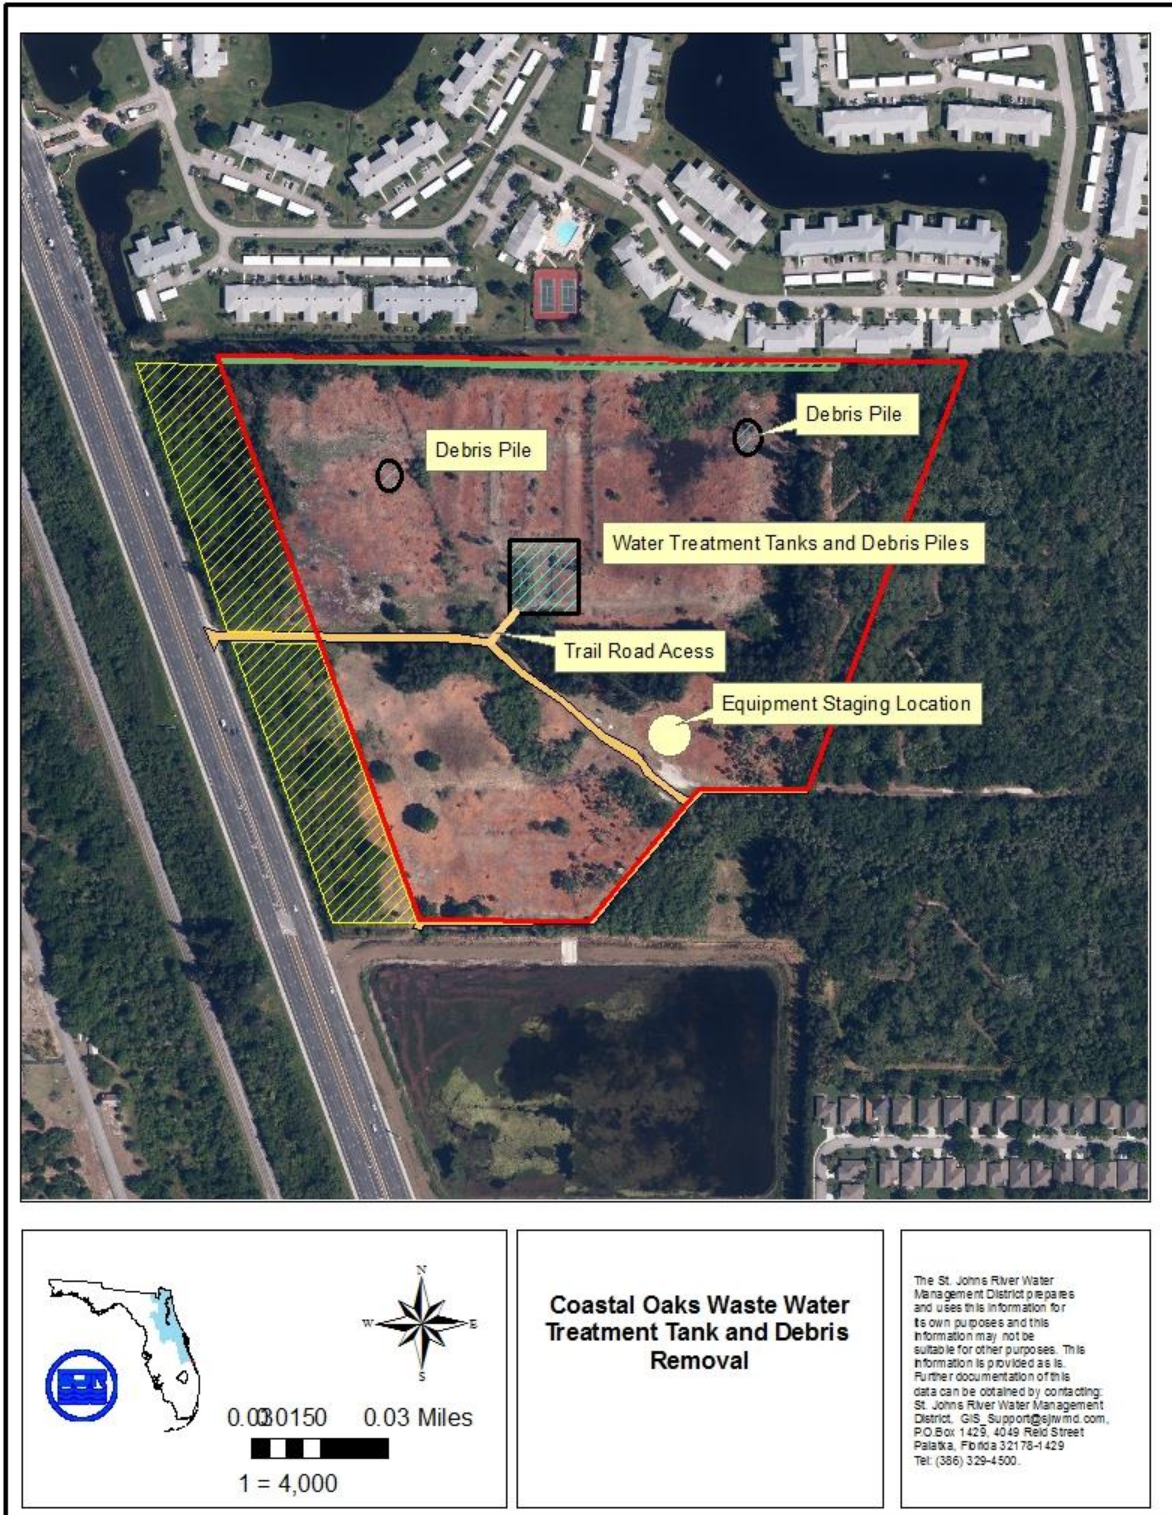 Debris Pile
Debris Pile
Water Treatment Tanks and Debris Piles
Trail Road Acess
Equipment Staging Location
N
W
E
S
0.03 Miles
1 = 4,000
Coastal Oaks Waste Water
Treatment Tank and Debris
Removal
The St. Johns River Water
Management District prepares
and uses this information for
its own purposes and this
information may not be
suitable for other purposes. This
information is provided as is.
Further documentation of this
data can be obtained by contacting:
St. Johns River Water Management
District, GIS_Support@sjrwmd.com,
P.O.Box 1429, 4049 Reid Street
Palatka, Florida 32178-1429
Tel: (386) 329-4500.